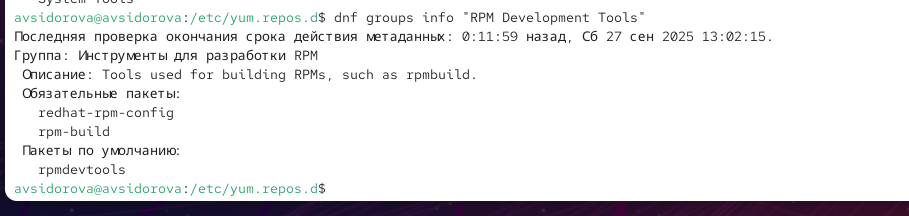 System Tools
avsidorova@avsidorova:/etc/yum.repos.d$ dnf groups info "RPM Development Tools"
Последняя проверка окончания срока действия метаданных: 0:11:59 назад, Сб 27 сен 2025 13:02:15.
Группа: Инструменты для разработки RPM
Описание: Tools used for building RPMs, such as rpmbuild.
Обязательные пакеты:
redhat-rpm-config
rpm-build
Пакеты по умолчанию:
rpmdevtools
avsidorova@avsidorova:/etc/yum.repos.d$